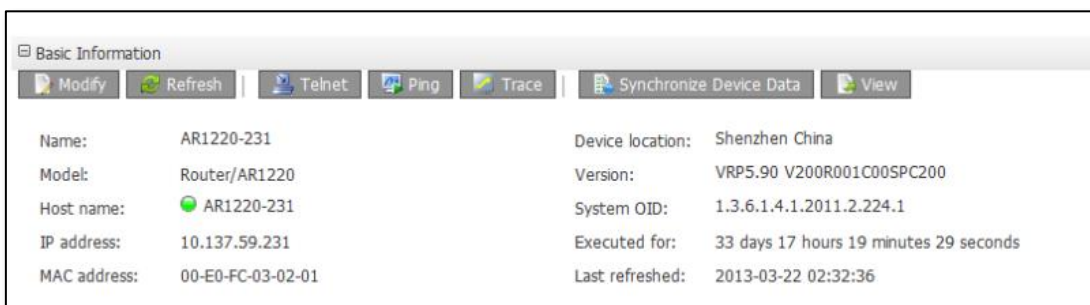 Basic Information
Modify Refresh Telnet Ping Trace Synchronize Device Data View
Name: AR1220-231 Device location: Shenzhen China
Model: Router/AR1220 Version: VRP5.90 V200R001C00SPC200
Host name: AR1220-231 System OID: 1.3.6.1.4.1.2011.2.224.1
IP address: 10.137.59.231 Executed for: 33 days 17 hours 19 minutes 29 seconds
MAC address: 00-E0-FC-03-02-01 Last refreshed: 2013-03-22 02:32:36